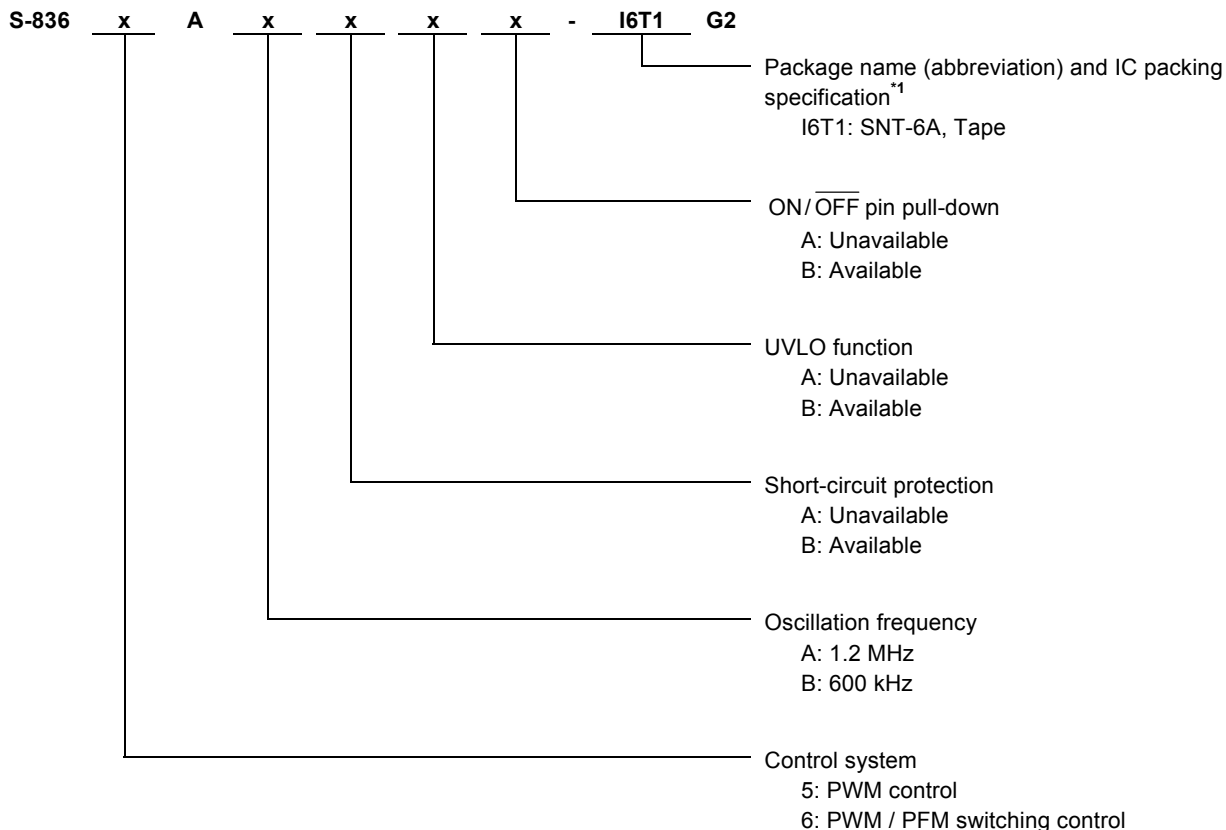 S-836 x A x x x x - I6T1 G2
Package name (abbreviation) and IC packing
specification*1
I6T1: SNT-6A, Tape
ON/OFF pin pull-down
A: Unavailable
B: Available
UVLO function
A: Unavailable
B: Available
Short-circuit protection
A: Unavailable
B: Available
Oscillation frequency
A: 1.2 MHz
B: 600 kHz
Control system
5: PWM control
6: PWM / PFM switching control